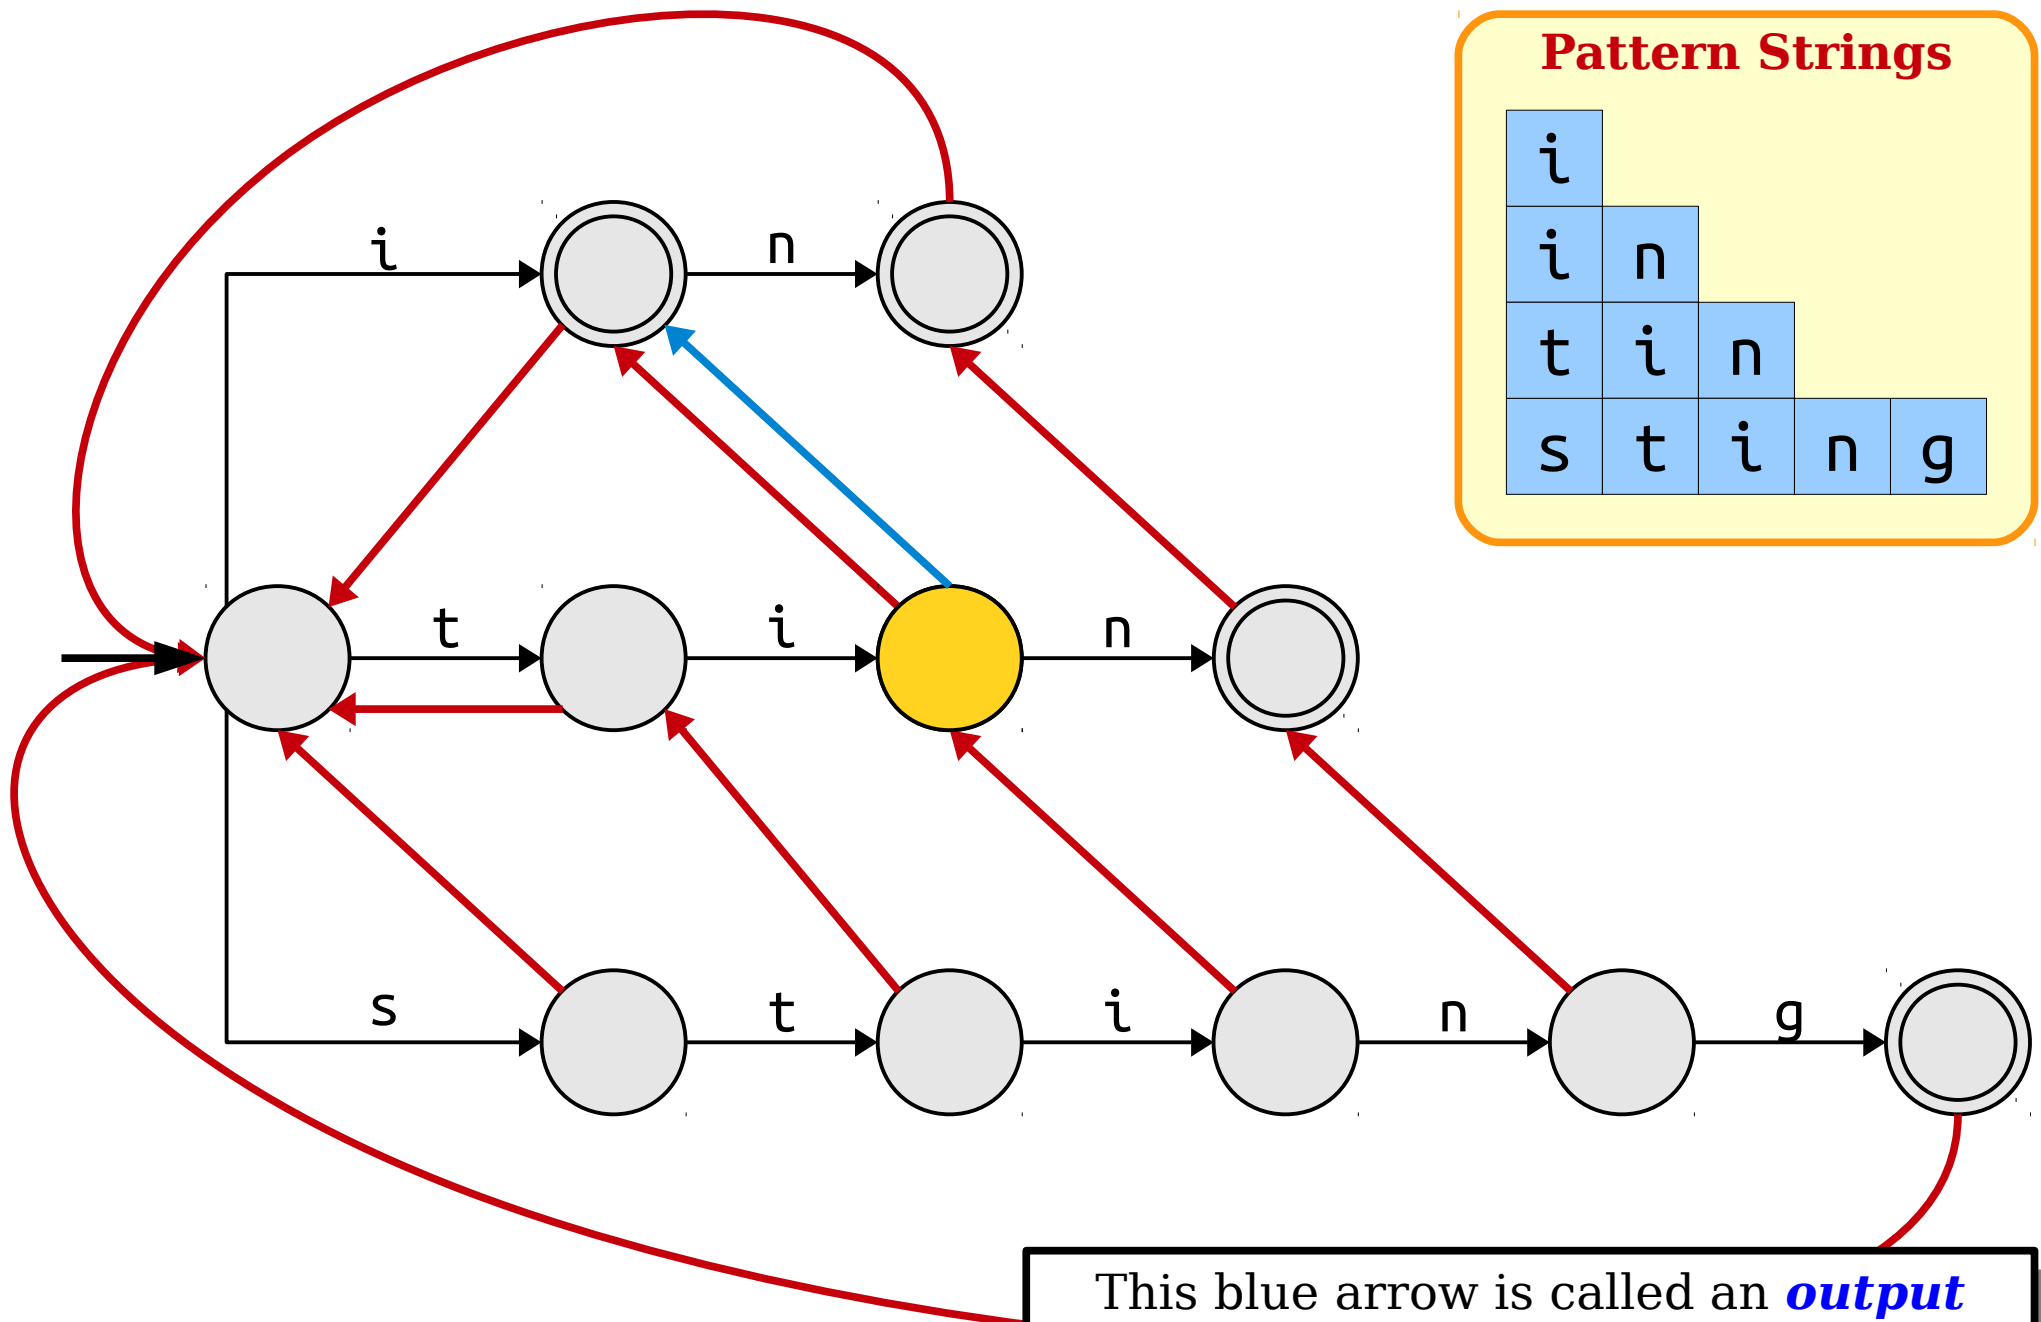 Pattern Strings
i
i n
t i n
s t i n g
i n
t i n
s t i n g
This blue arrow is called an output